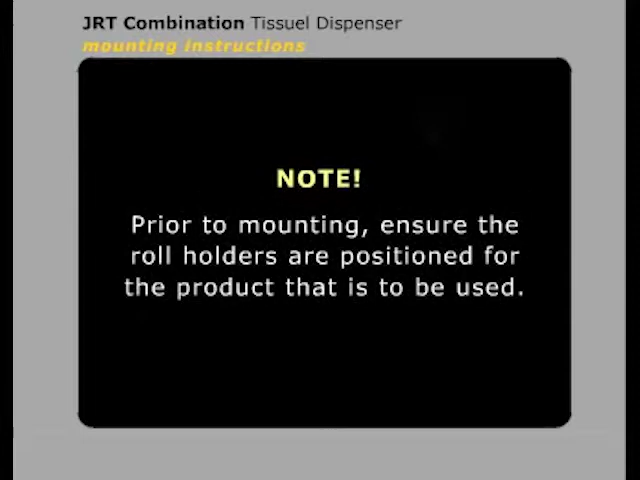 JRT Combination Tissuel Dispenser
mounting instructions
NOTE!
Prior to mounting, ensure the
roll holders are positioned for
the product that is to be used.